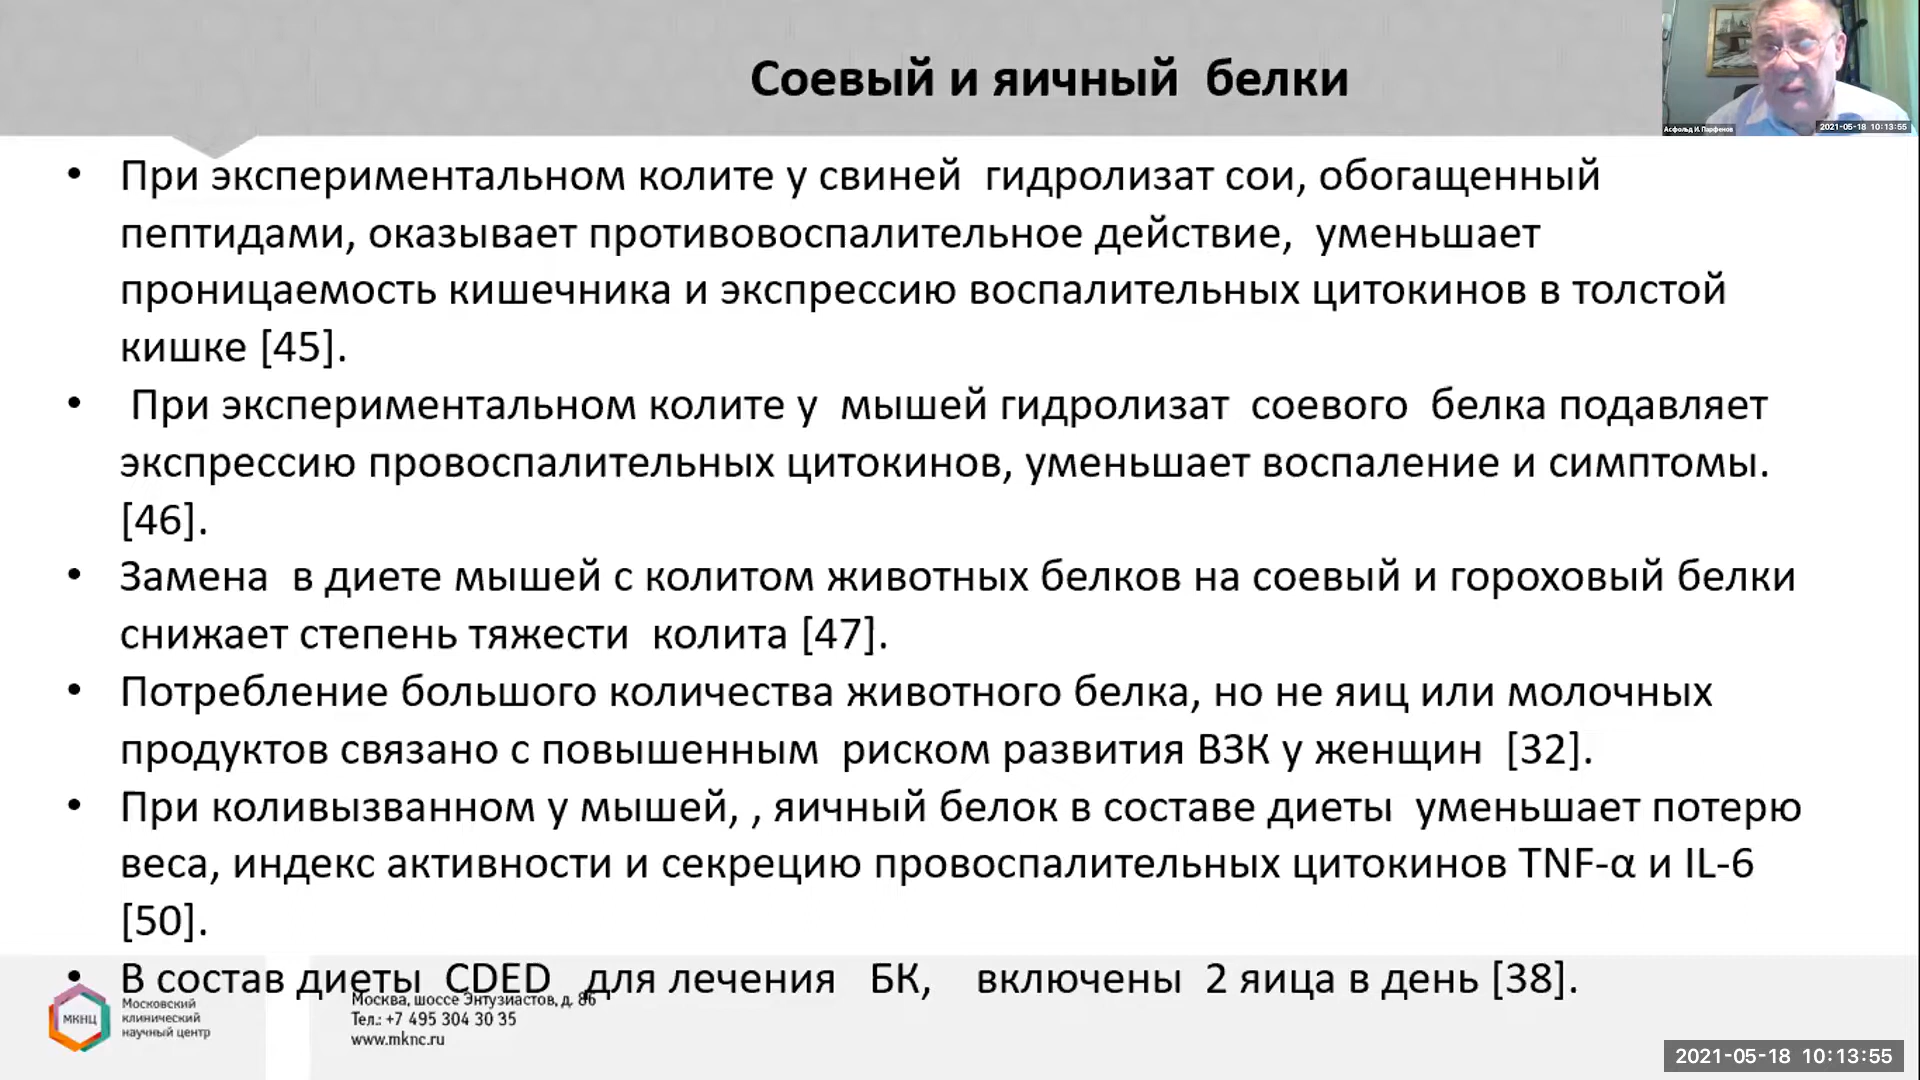 Соевый и яичный белки
Асфольд И. Парфенов
2021-05-18 10:13:55
• При экспериментальном колите у свиней гидролизат сои, обогащенный
пептидами, оказывает противовоспалительное действие, уменьшает
проницаемость кишечника и экспрессию воспалительных цитокинов в толстой
кишке [45].
• При экспериментальном колите у мышей гидролизат соевого белка подавляет
экспрессию провоспалительных цитокинов, уменьшает воспаление и симптомы.
[46].
• Замена в диете мышей с колитом животных белков на соевый и гороховый белки
снижает степень тяжести колита [47].
• Потребление большого количества животного белка, но не яиц или молочных
продуктов связано с повышенным риском развития ВЗК у женщин [32].
• При коливызванном у мышей, , яичный белок в составе диеты уменьшает потерю
веса, индекс активности и секрецию провоспалительных цитокинов TNF-α и IL-6
[50].
• В состав диеты CDED для лечения БК, включены 2 яица в день [38].
МКНЦ
Московский
клинический
научный центр
Москва, шоссе Энтузиастов, д. 86
Тел.: +7 495 304 30 35
www.mknc.ru
2021-05-18 10:13:55